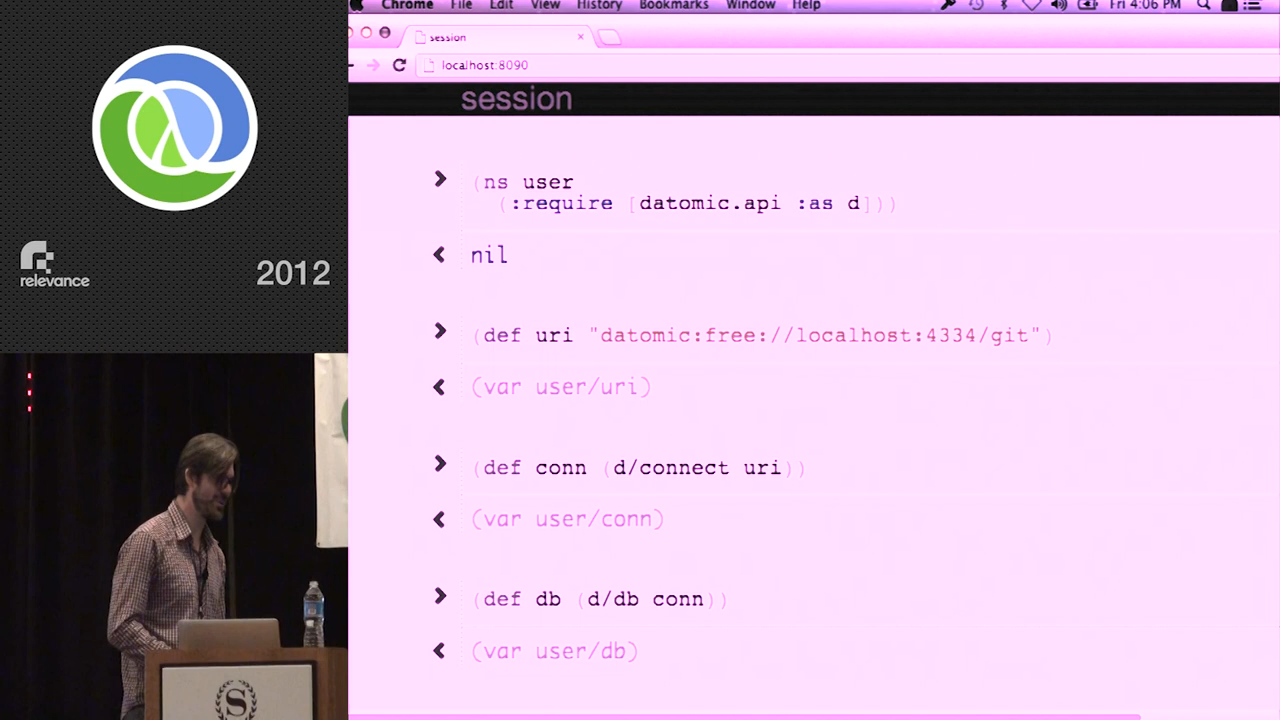 Chrome File Edit View History Bookmarks Window Help Fri 4:06 PM
session
localhost:8090
session
(ns user
(:require [datomic.api :as d]))
nil
(def uri "datomic:free://localhost:4334/git")
(var user/uri)
(def conn (d/connect uri))
(var user/conn)
(def db (d/db conn))
(var user/db)
relevance
2012
S